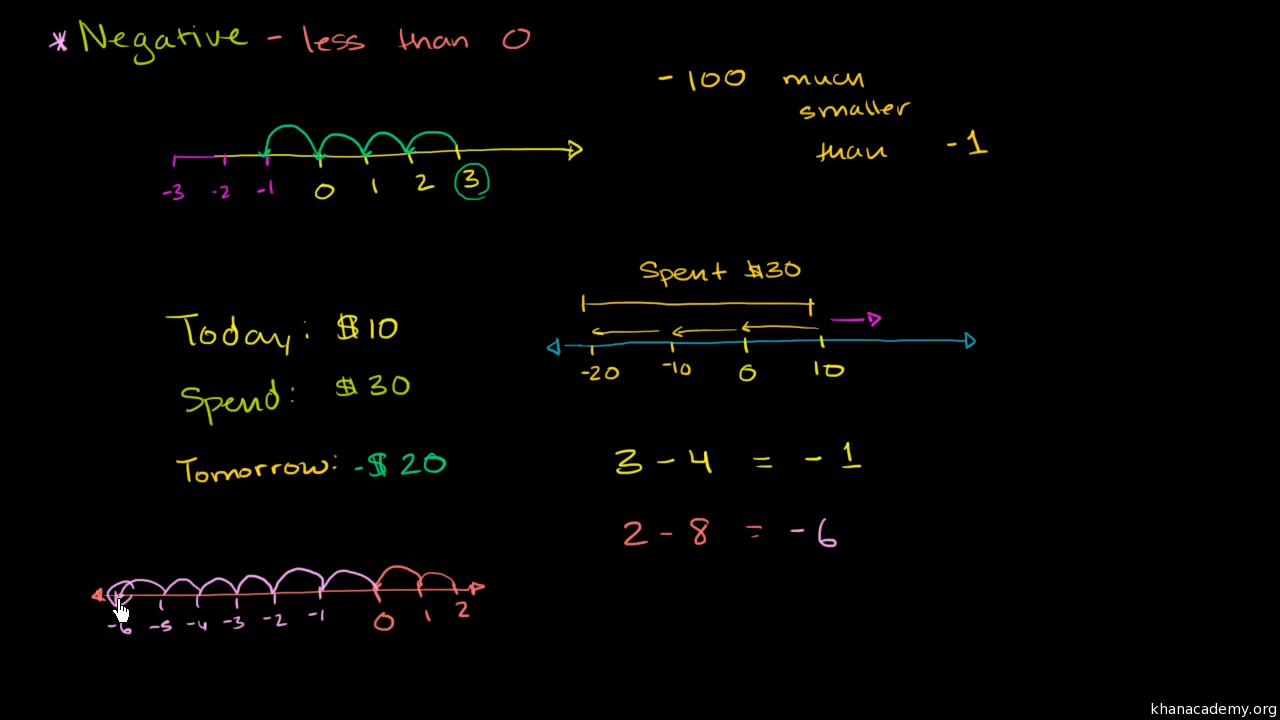 * Negative - less than 0
- 100 much
smaller
than - 1
-3 -2 -1 0 1 2 3
Spent $30
Today: $10
-20 -10 0 10
Spend: $30
3 - 4 = - 1
Tomorrow: -$20
2 - 8 = - 6
-6 -5 -4 -3 -2 -1 0 1 2
khanacademy.org